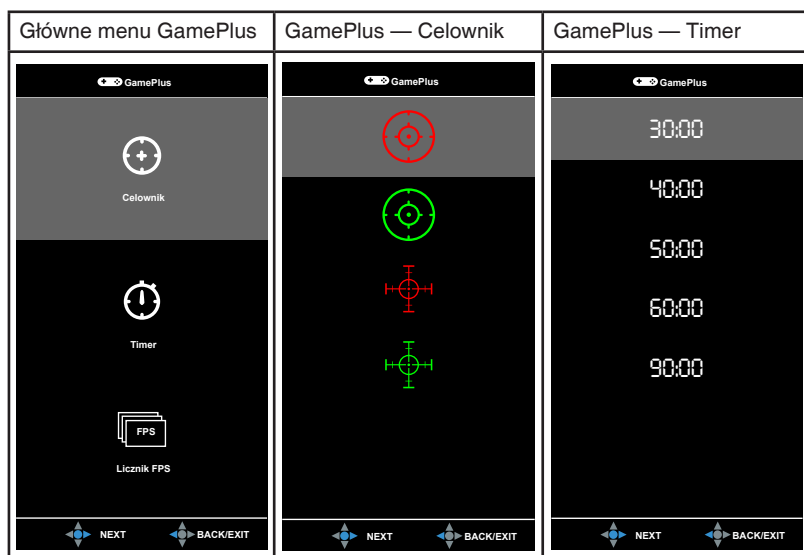 Główne menu GamePlus
GamePlus — Celownik
GamePlus — Timer
GamePlus
Celownik
Timer
FPS
Licznik FPS
NEXT BACK/EXIT
GamePlus
NEXT BACK/EXIT
GamePlus
30:00
40:00
50:00
60:00
90:00
NEXT BACK/EXIT